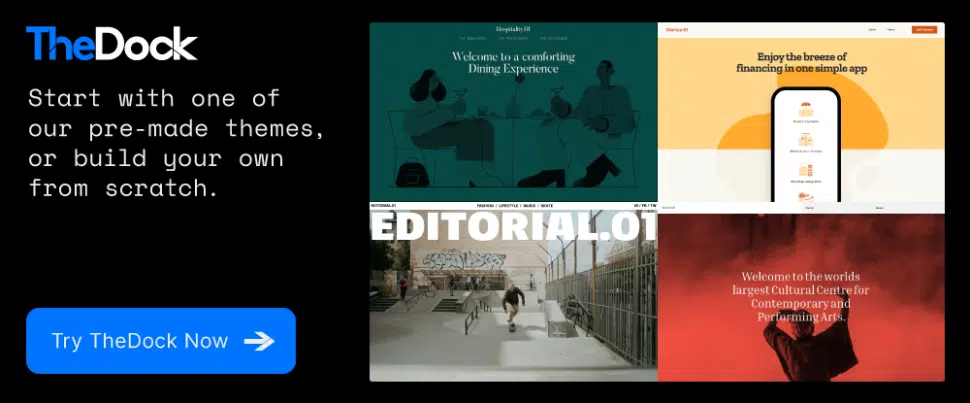 TheDock
Start with one of
our pre-made themes,
or build your own
from scratch.
Try TheDock Now
Hospitality.01
Welcome to a comforting
Dining Experience
Startup.01
Enjoy the breeze of
financing in one simple app
EDITORIAL.01
FASHION / LIFESTYLE / MUSIC / SKATE
EDITORIAL.01
Welcome to the worlds
largest Cultural Centre for
Contemporary and
Performing Arts.